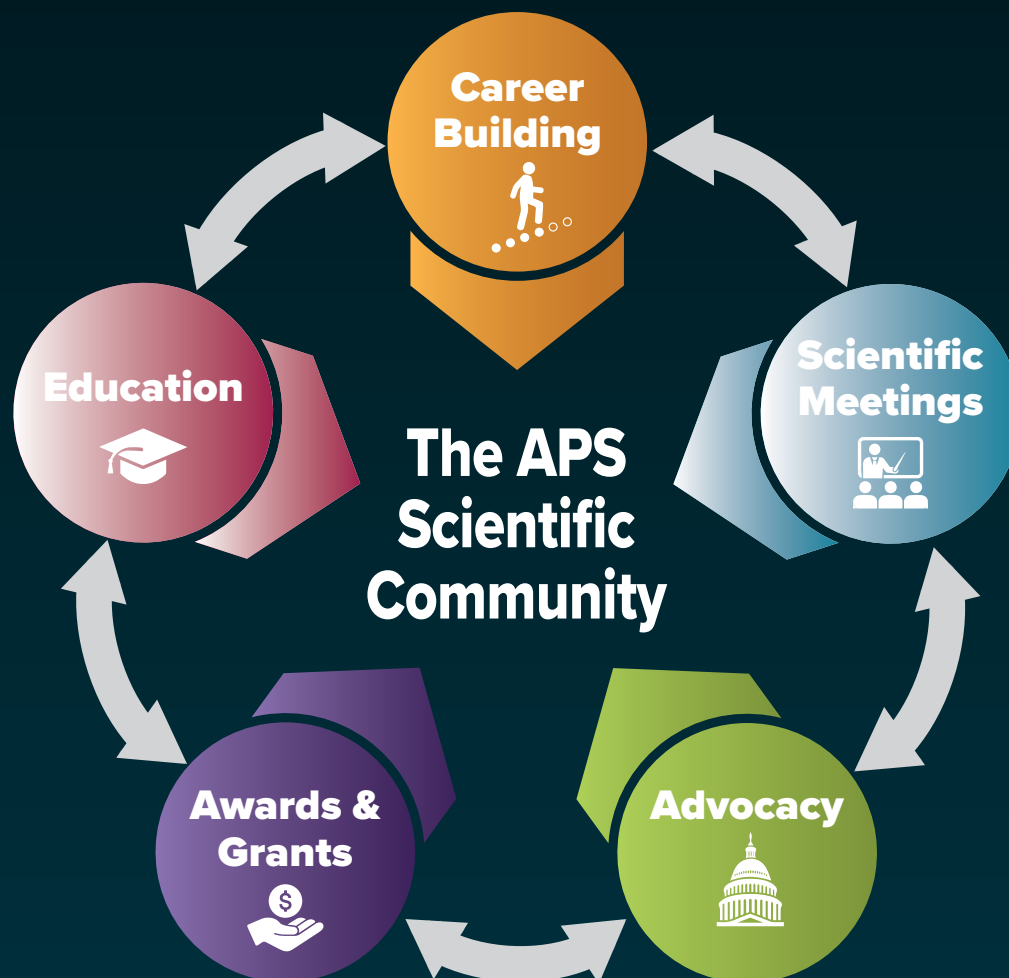 Career
Building
Scientific
Meetings
Education
The APS
Scientific
Community
Awards &
Grants
$
Advocacy